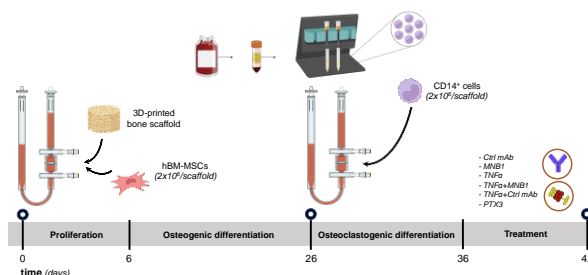 CD14⁺ cells
(2x10⁶/scaffold)
3D-printed
bone scaffold
hBM-MSCs
(2x10⁶/scaffold)
- Ctrl mAb
- MNB1
- TNFα
- TNFα+MNB1
- TNFα+Ctrl mAb
- PTX3
Proliferation
Osteogenic differentiation
Osteoclastogenic differentiation
Treatment
0
6
26
36
time (days)